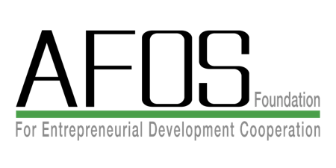 AFOS Foundation
For Entrepreneurial Development Cooperation